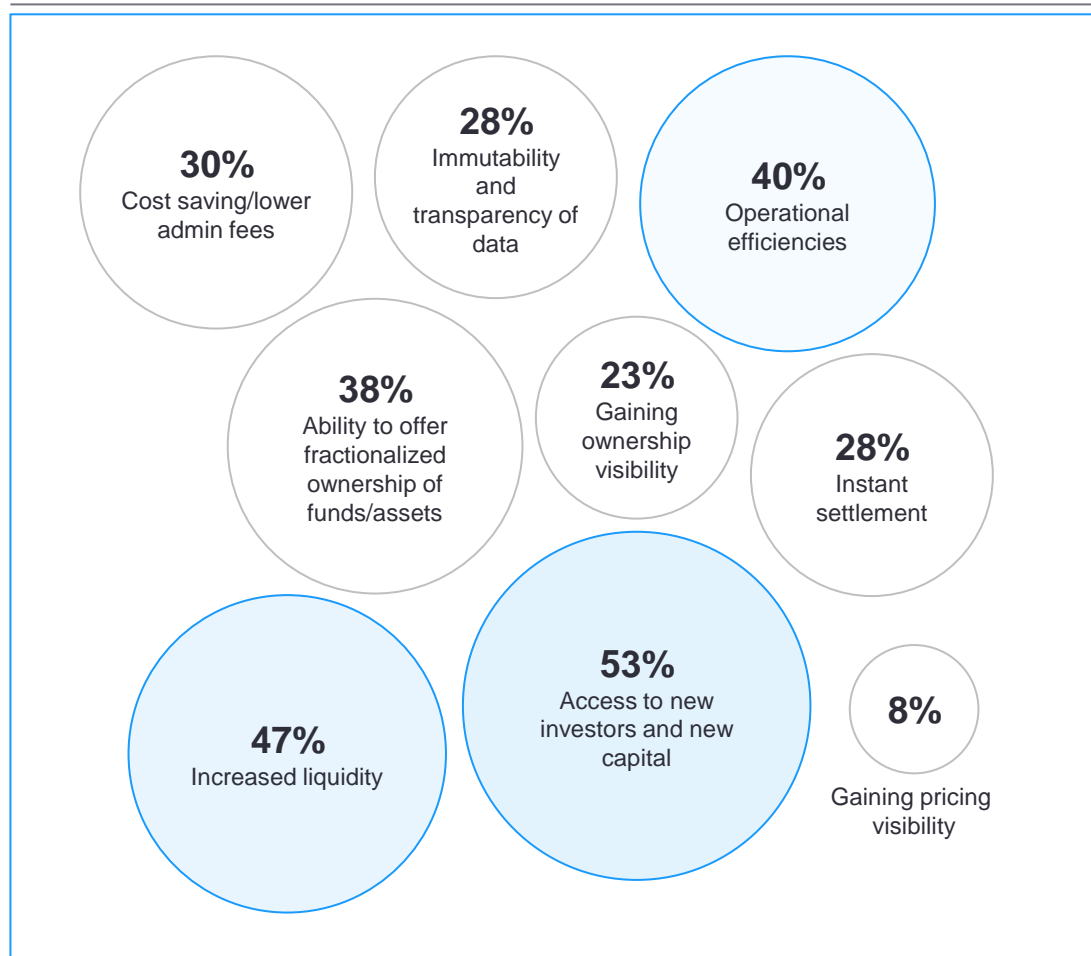 30%
Cost saving/lower
admin fees
28%
Immutability
and
transparency of
data
40%
Operational
efficiencies
38%
Ability to offer
fractionalized
ownership of
funds/assets
23%
Gaining
ownership
visibility
28%
Instant
settlement
47%
Increased liquidity
53%
Access to new
investors and new
capital
8%
Gaining pricing
visibility